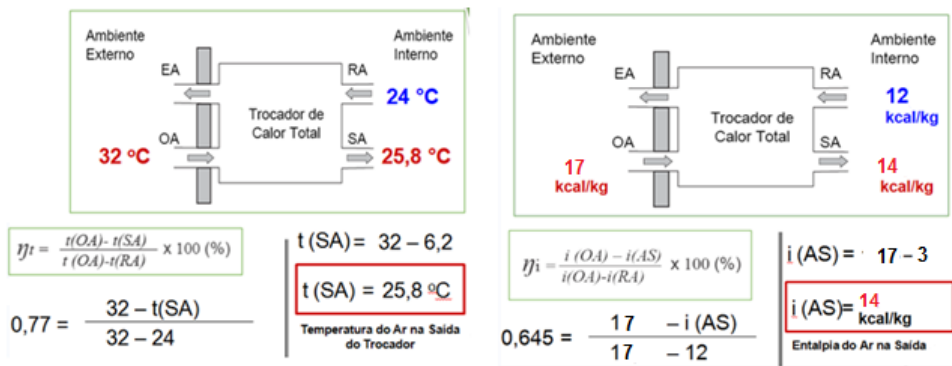 Ambiente
Externo
Ambiente
Interno
EA
RA
24 °C
Trocador de
Calor Total
OA
SA
32 °C
25,8 °C
ηt = t(OA)- t(SA) / t (OA)-t(RA) x 100 (%)
t (SA) = 32 – 6,2
t (SA) = 25,8 ºC
0,77 = 32 – t(SA) / 32 – 24
Temperatura do Ar na Saída
do Trocador
Ambiente
Externo
Ambiente
Interno
EA
RA
12
kcal/kg
Trocador de
Calor Total
OA
SA
17
kcal/kg
14
kcal/kg
ηi = i (OA) – i(AS) / i(OA)-i(RA) x 100 (%)
i (AS) = 17 – 3
i (AS)= 14
kcal/kg
0,645 = 17 – i (AS) / 17 – 12
Entalpia do Ar na Saída